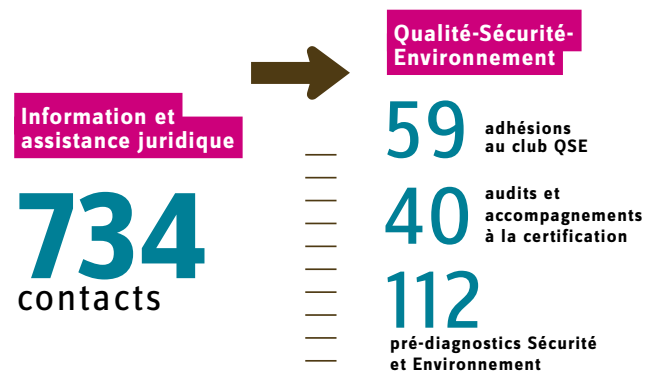 Information et
assistance juridique
734
contacts
Qualité-Sécurité-
Environnement
59
adhésions
au club QSE
40
audits et
accompagnements
à la certification
112
pré-diagnostics Sécurité
et Environnement